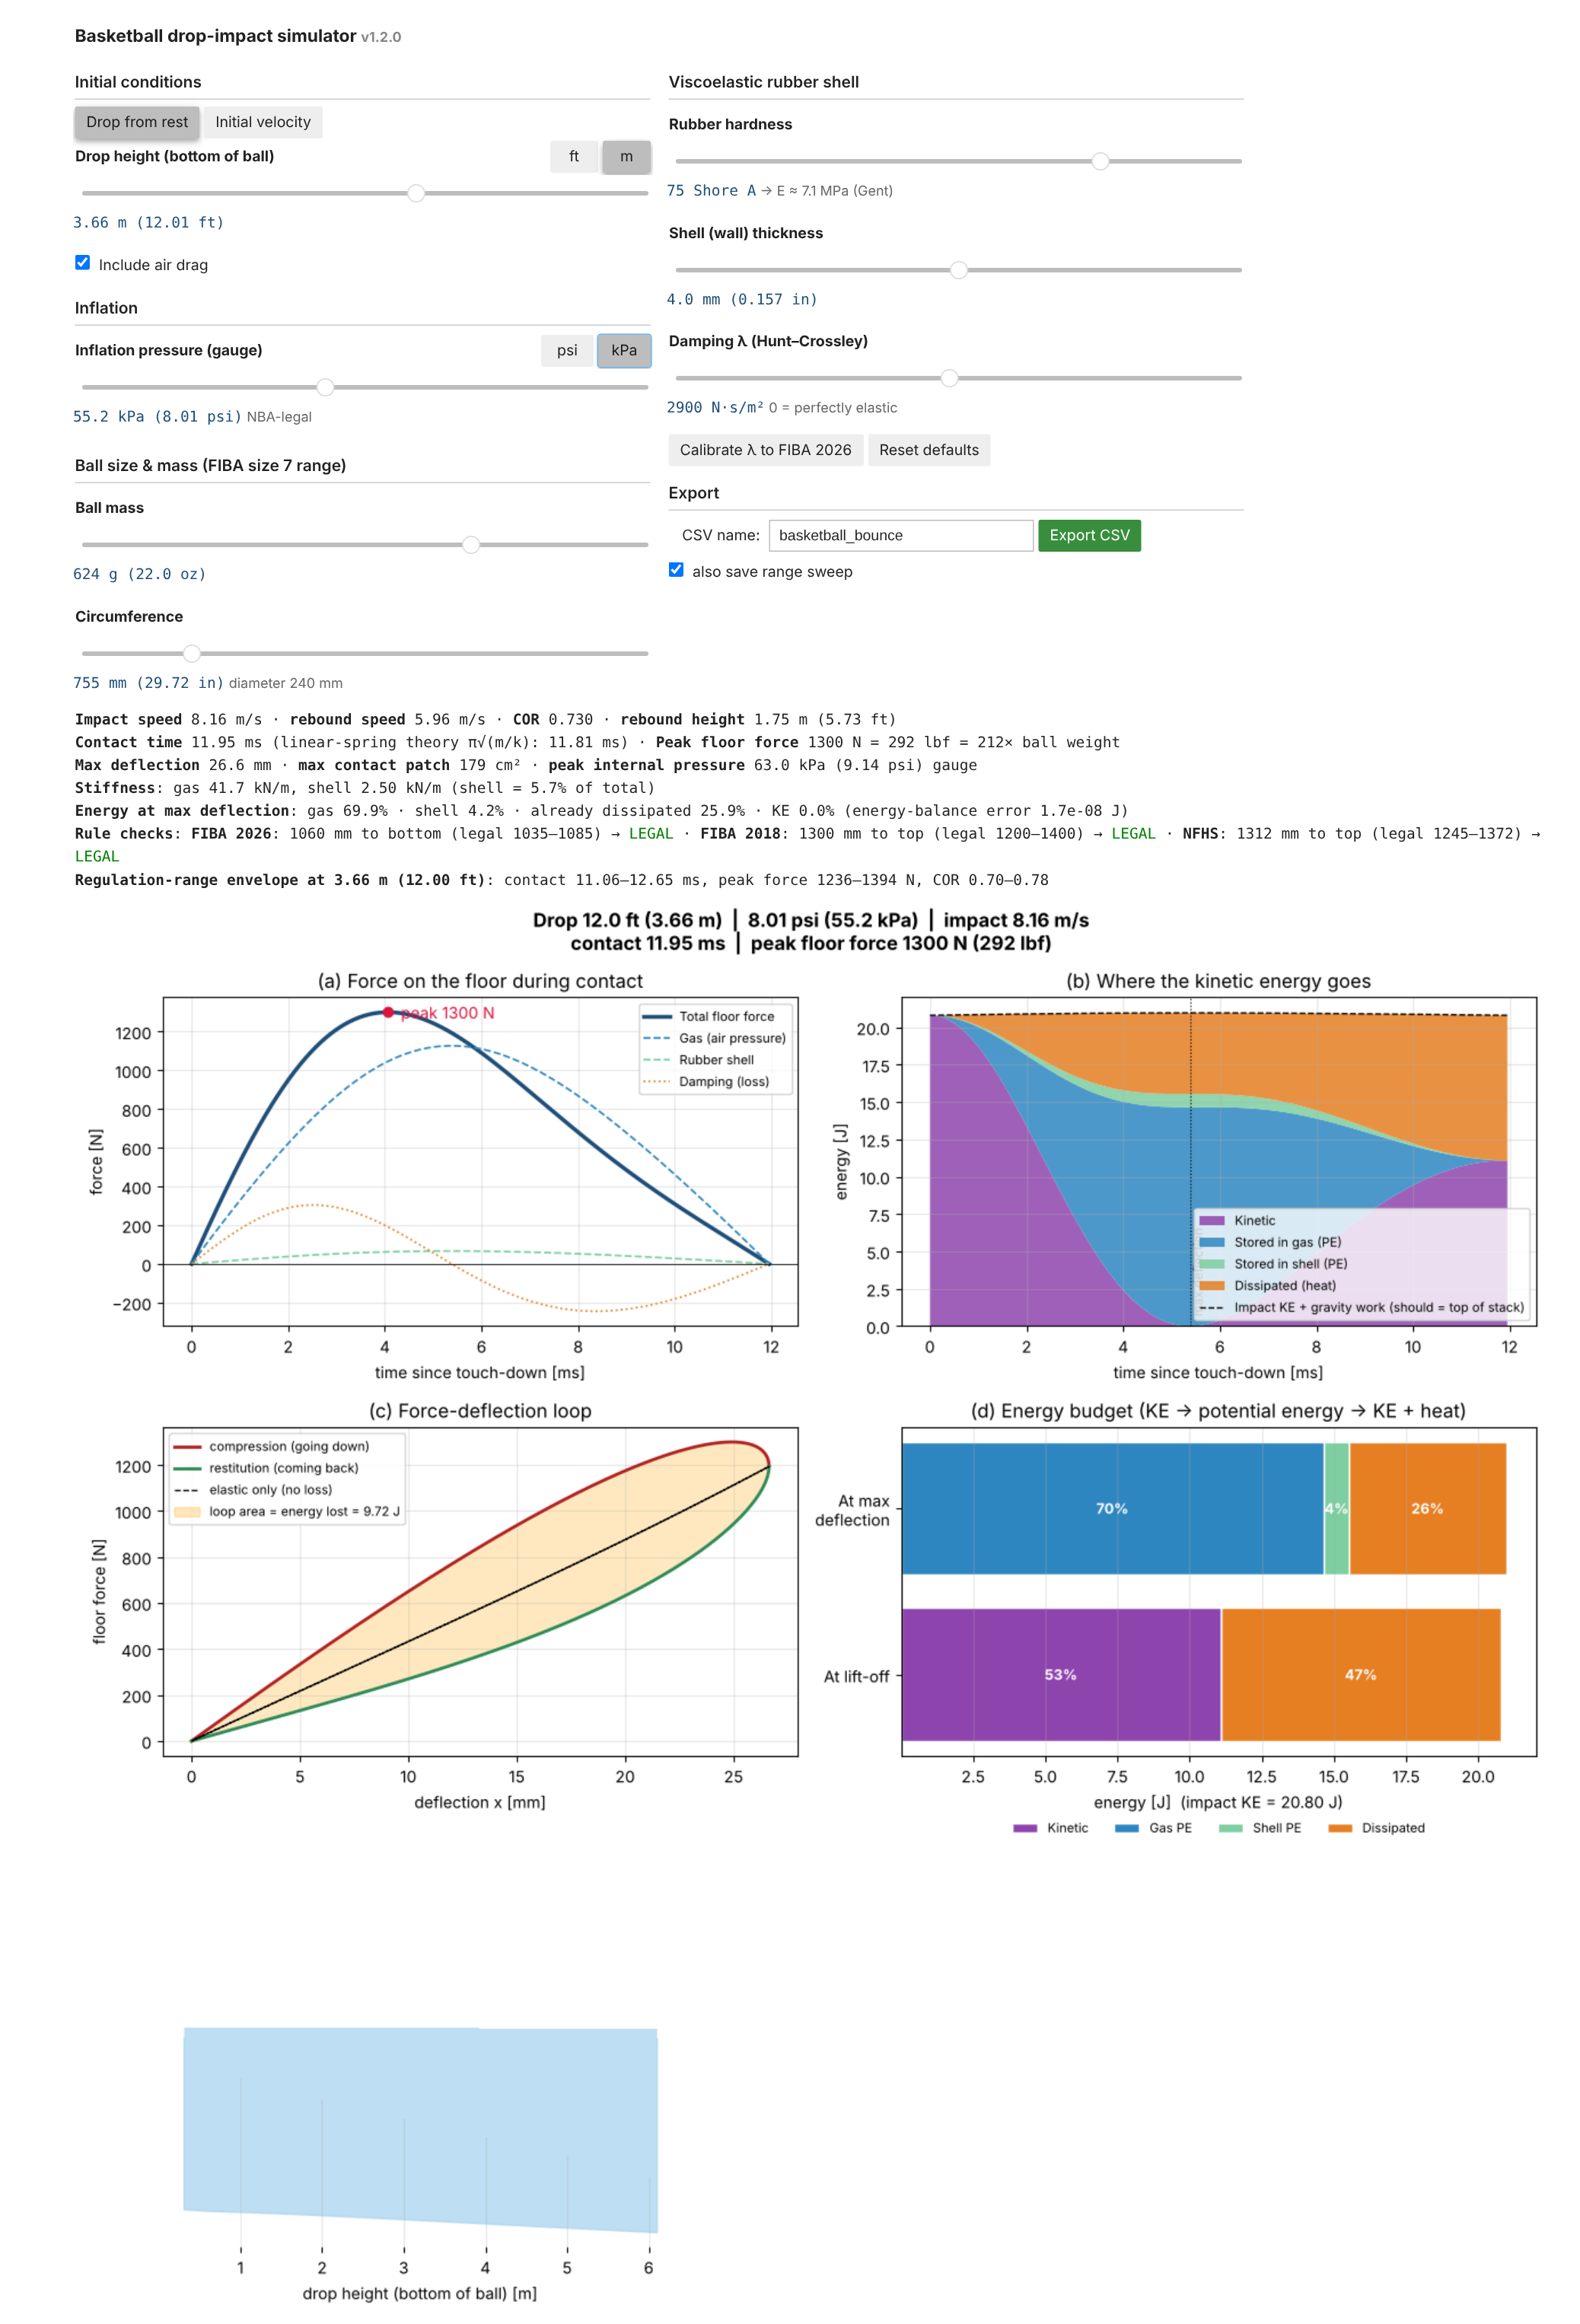 Basketball drop-impact simulator v1.2.0
Initial conditions
Drop from rest
Initial velocity
Drop height (bottom of ball)
ft
m
3.66 m (12.01 ft)
Include air drag
Inflation
Inflation pressure (gauge)
psi
kPa
55.2 kPa (8.01 psi) NBA-legal
Ball size & mass (FIBA size 7 range)
Ball mass
624 g (22.0 oz)
Circumference
755 mm (29.72 in) diameter 240 mm
Viscoelastic rubber shell
Rubber hardness
75 Shore A → E ≈ 7.1 MPa (Gent)
Shell (wall) thickness
4.0 mm (0.157 in)
Damping λ (Hunt–Crossley)
2900 N·s/m² 0 = perfectly elastic
Calibrate λ to FIBA 2026
Reset defaults
Export
CSV name:
basketball_bounce
Export CSV
also save range sweep
Impact speed 8.16 m/s · rebound speed 5.96 m/s · COR 0.730 · rebound height 1.75 m (5.73 ft)
Contact time 11.95 ms (linear-spring theory π√(m/k): 11.81 ms) · Peak floor force 1300 N = 292 lbf = 212× ball weight
Max deflection 26.6 mm · max contact patch 179 cm² · peak internal pressure 63.0 kPa (9.14 psi) gauge
Stiffness: gas 41.7 kN/m, shell 2.50 kN/m (shell = 5.7% of total)
Energy at max deflection: gas 69.9% · shell 4.2% · already dissipated 25.9% · KE 0.0% (energy-balance error 1.7e-08 J)
Rule checks: FIBA 2026: 1060 mm to bottom (legal 1035–1085) → LEGAL · FIBA 2018: 1300 mm to top (legal 1200–1400) → LEGAL · NFHS: 1312 mm to top (legal 1245–1372) →
LEGAL
Regulation-range envelope at 3.66 m (12.00 ft): contact 11.06–12.65 ms, peak force 1236–1394 N, COR 0.70–0.78
Drop 12.0 ft (3.66 m) | 8.01 psi (55.2 kPa) | impact 8.16 m/s
contact 11.95 ms | peak floor force 1300 N (292 lbf)
(a) Force on the floor during contact
peak 1300 N
Total floor force
Gas (air pressure)
Rubber shell
Damping (loss)
1200
1000
800
600
400
200
0
−200
force [N]
0 2 4 6 8 10 12
time since touch-down [ms]
(b) Where the kinetic energy goes
20.0
17.5
15.0
12.5
10.0
7.5
5.0
2.5
0.0
energy [J]
Kinetic
Stored in gas (PE)
Stored in shell (PE)
Dissipated (heat)
Impact KE + gravity work (should = top of stack)
0 2 4 6 8 10 12
time since touch-down [ms]
(c) Force-deflection loop
compression (going down)
restitution (coming back)
elastic only (no loss)
loop area = energy lost = 9.72 J
1200
1000
800
600
400
200
0
floor force [N]
0 5 10 15 20 25
deflection x [mm]
(d) Energy budget (KE → potential energy → KE + heat)
At max
deflection
70%
4%
26%
At lift-off
53%
47%
2.5 5.0 7.5 10.0 12.5 15.0 17.5 20.0
energy [J] (impact KE = 20.80 J)
Kinetic
Gas PE
Shell PE
Dissipated
1 2 3 4 5 6
drop height (bottom of ball) [m]